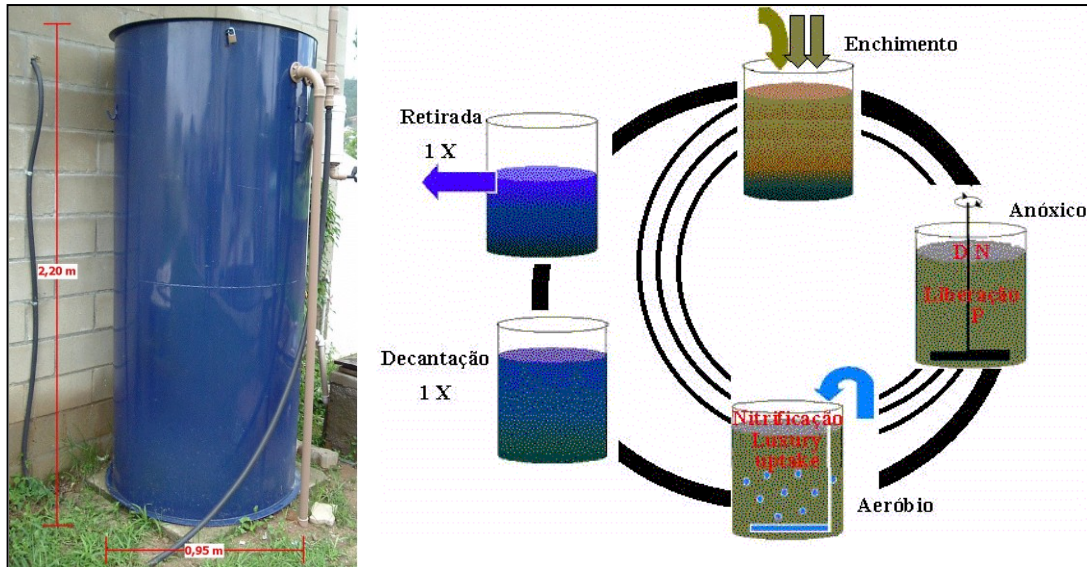 2,20 m
0,95 m
Enchimento
Retirada
1 X
Anóxico
D N
Liberação
P
Decantação
1 X
Nitrificação
Luxury
uptake
Aeróbio